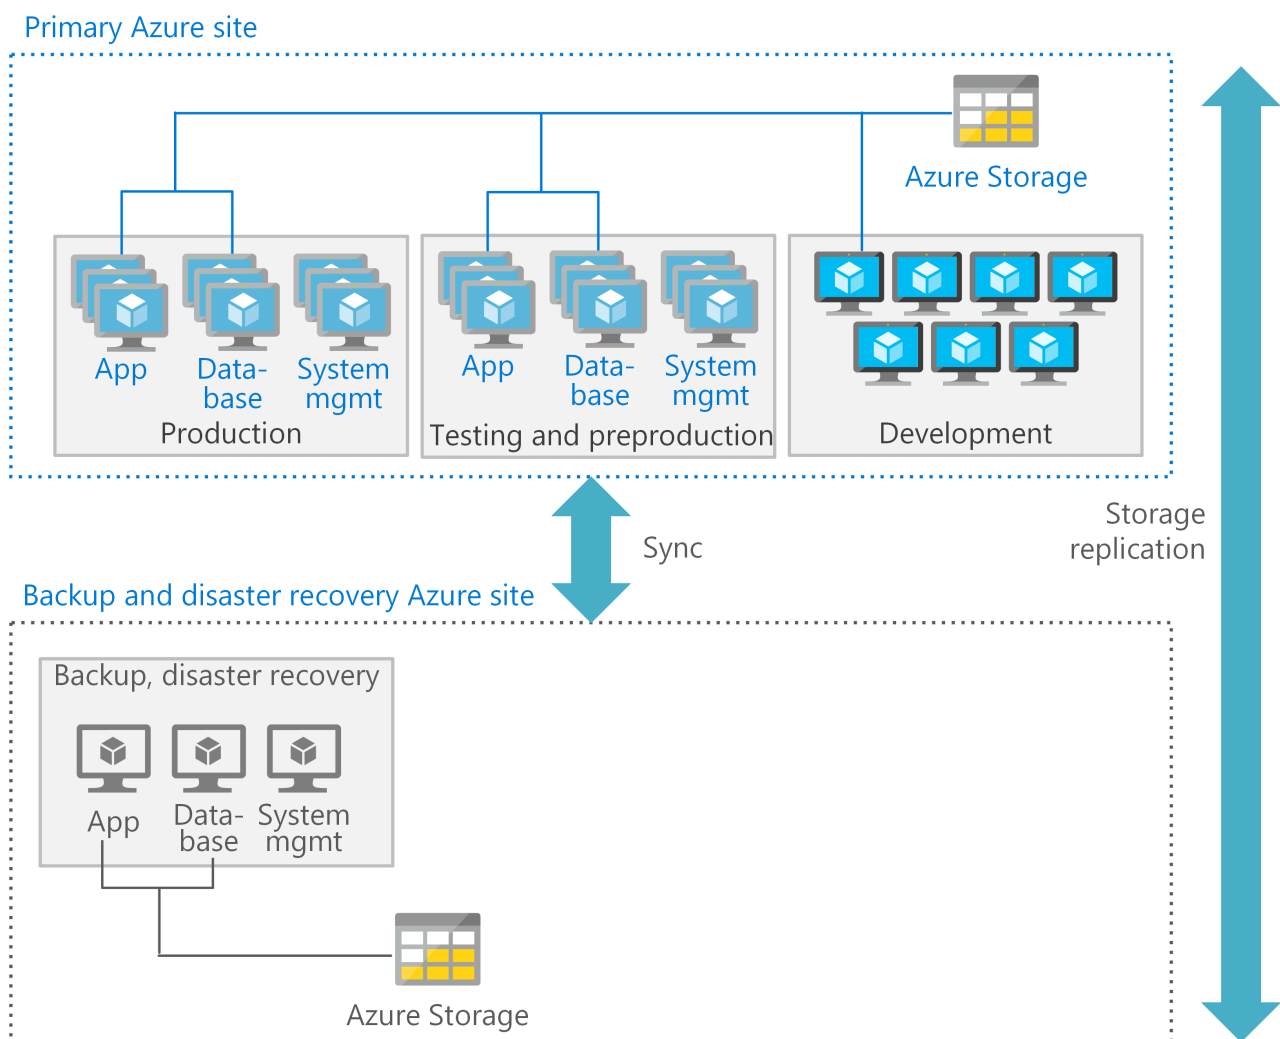 Primary Azure site
Azure Storage
App
Data-
base
System
mgmt
Production
App
Data-
base
System
mgmt
Testing and preproduction
Development
Sync
Storage
replication
Backup and disaster recovery Azure site
Backup, disaster recovery
App
Data-
base
System
mgmt
Azure Storage